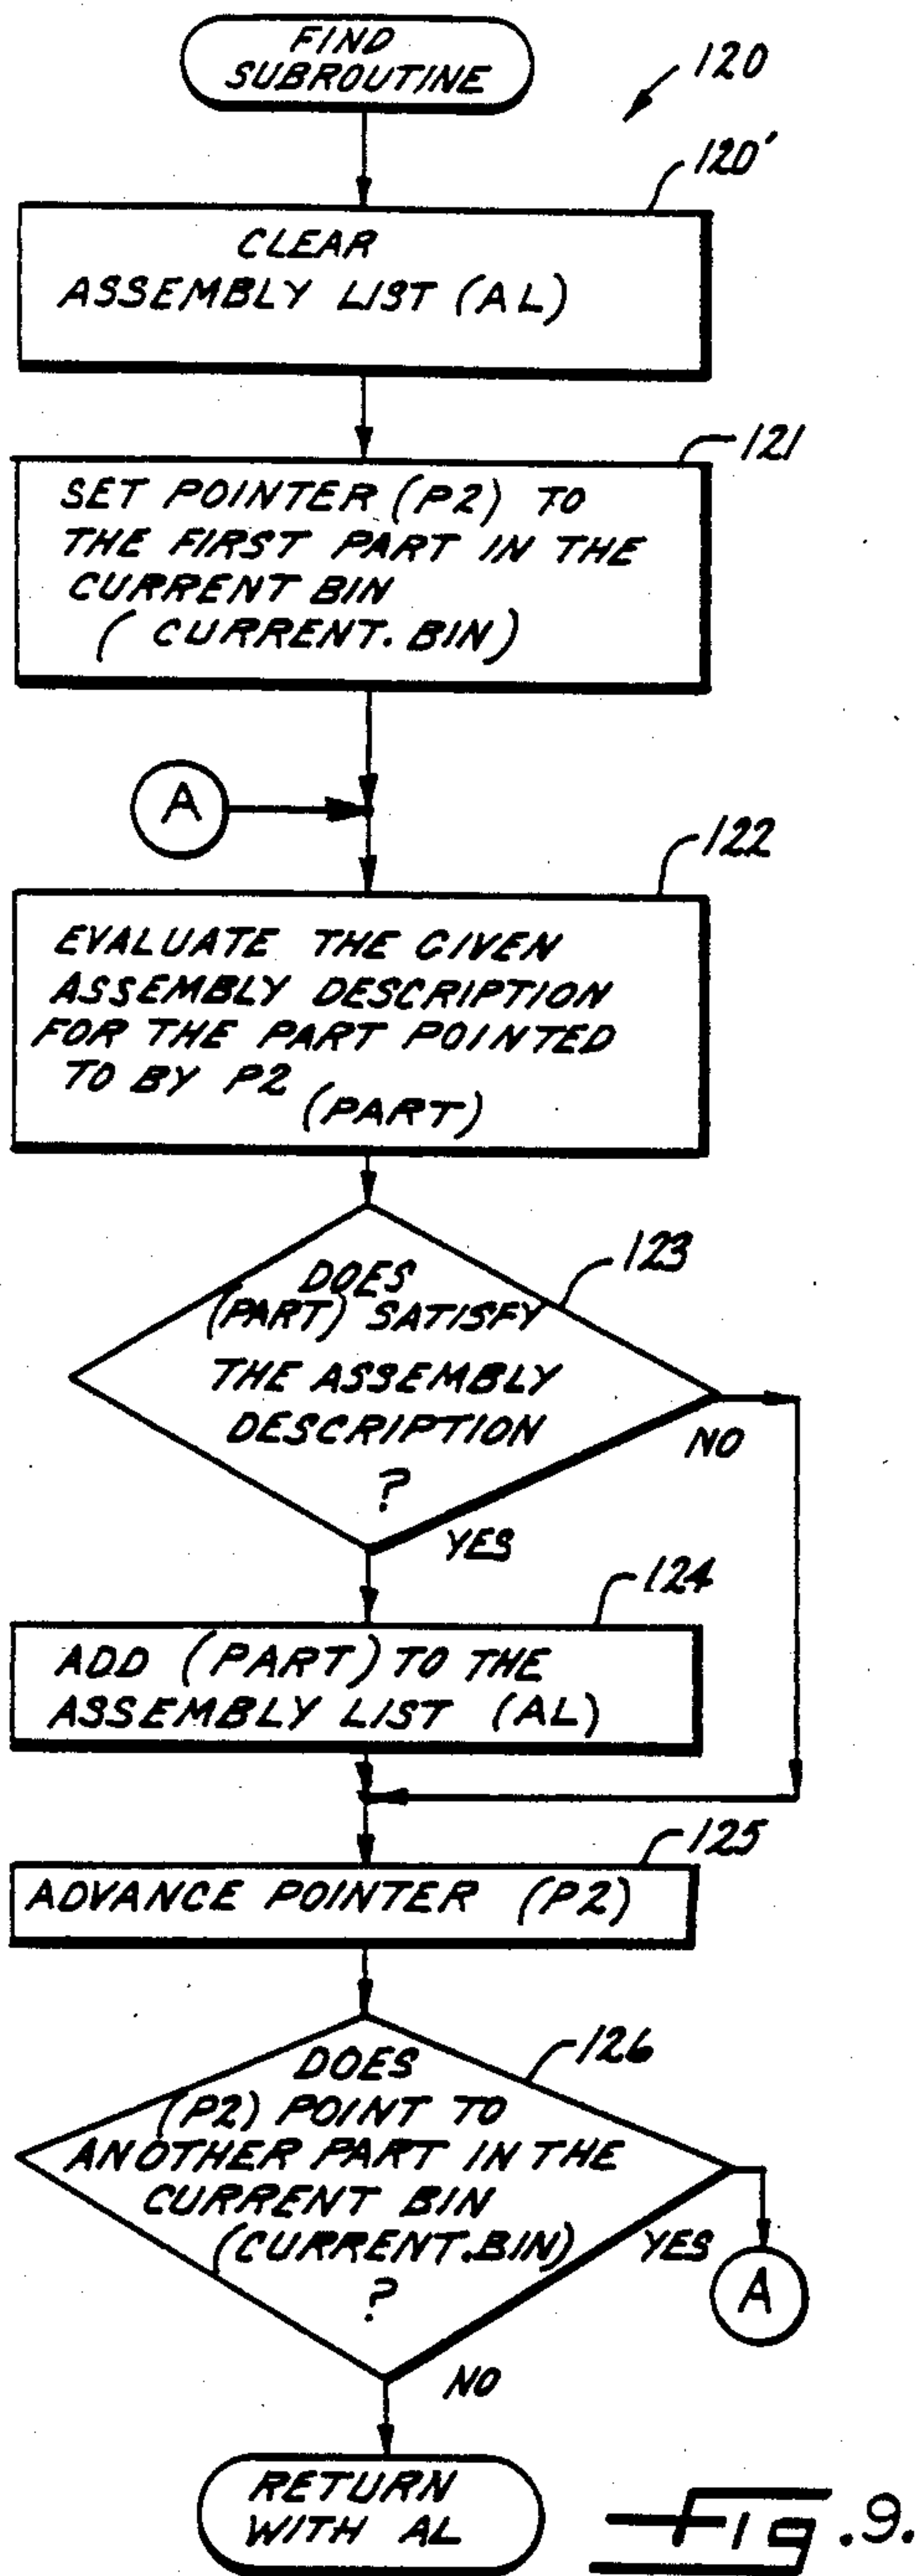 FIND
SUBROUTINE
120
120'
CLEAR
ASSEMBLY LIST (AL)
121
SET POINTER (P2) TO
THE FIRST PART IN THE
CURRENT BIN
(CURRENT.BIN)
A
122
EVALUATE THE GIVEN
ASSEMBLY DESCRIPTION
FOR THE PART POINTED
TO BY P2 (PART)
123
DOES
(PART) SATISFY
THE ASSEMBLY
DESCRIPTION
?
NO
YES
124
ADD (PART) TO THE
ASSEMBLY LIST (AL)
125
ADVANCE POINTER (P2)
126
DOES
(P2) POINT TO
ANOTHER PART IN THE
CURRENT BIN
(CURRENT.BIN)
?
YES
A
NO
RETURN
WITH AL
Fig.9.